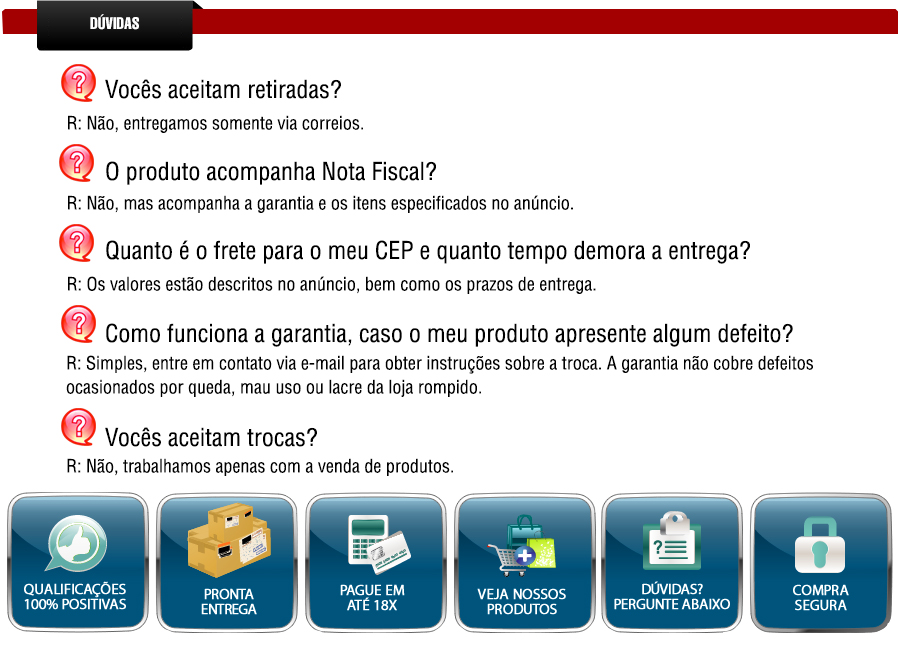 DÚVIDAS
Vocês aceitam retiradas?
R: Não, entregamos somente via correios.
O produto acompanha Nota Fiscal?
R: Não, mas acompanha a garantia e os itens especificados no anúncio.
Quanto é o frete para o meu CEP e quanto tempo demora a entrega?
R: Os valores estão descritos no anúncio, bem como os prazos de entrega.
Como funciona a garantia, caso o meu produto apresente algum defeito?
R: Simples, entre em contato via e-mail para obter instruções sobre a troca. A garantia não cobre defeitos
ocasionados por queda, mau uso ou lacre da loja rompido.
Vocês aceitam trocas?
R: Não, trabalhamos apenas com a venda de produtos.
QUALIFICAÇÕES
100% POSITIVAS
PRONTA
ENTREGA
PAGUE EM
ATÉ 18X
VEJA NOSSOS
PRODUTOS
DÚVIDAS?
PERGUNTE ABAIXO
COMPRA
SEGURA